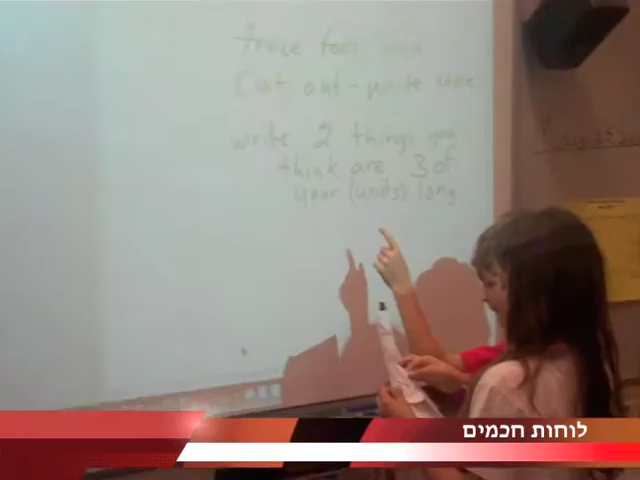 Trace foot
Cut out - write name
write 2 things you
think are 3 of
your (units) long
לוחות חכמים